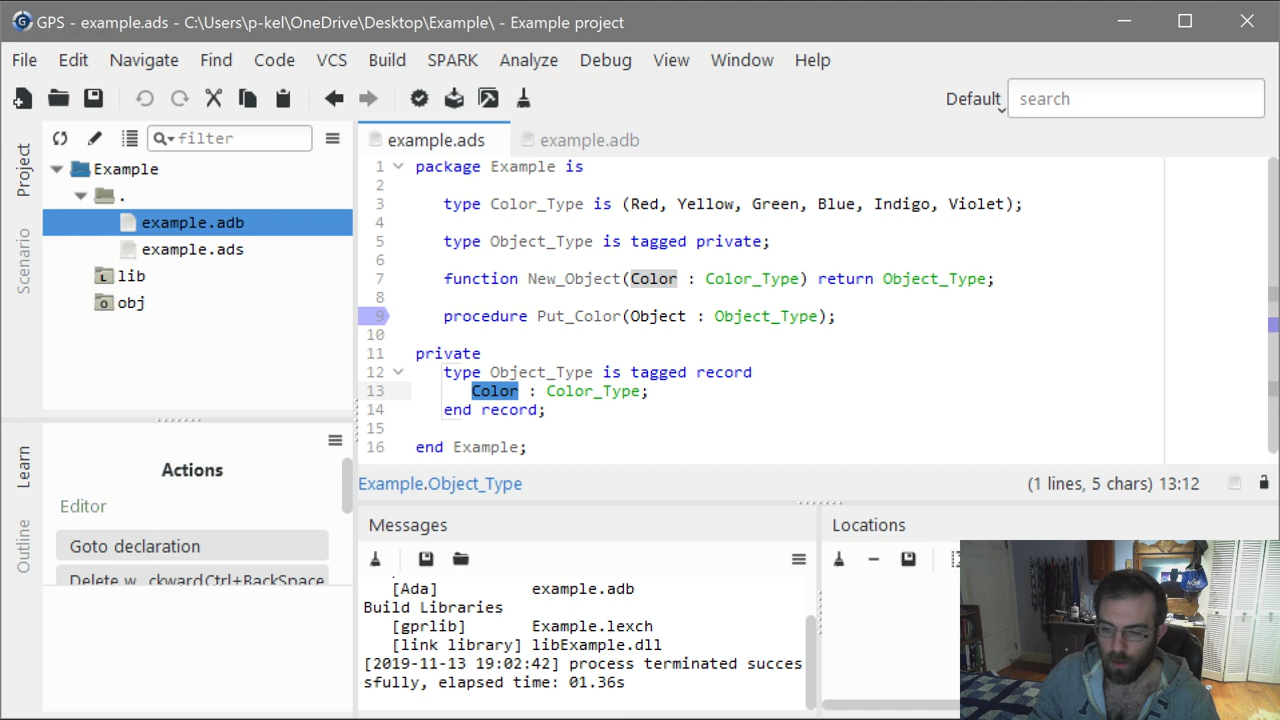 GPS - example.ads - C:\Users\p-kel\OneDrive\Desktop\Example\ - Example project
File Edit Navigate Find Code VCS Build SPARK Analyze Debug View Window Help
Default search
Project
Scenario
filter
Example
.
example.adb
example.ads
lib
obj
example.ads example.adb
1 package Example is
2
3 type Color_Type is (Red, Yellow, Green, Blue, Indigo, Violet);
4
5 type Object_Type is tagged private;
6
7 function New_Object(Color : Color_Type) return Object_Type;
8
9 procedure Put_Color(Object : Object_Type);
10
11 private
12 type Object_Type is tagged record
13 Color : Color_Type;
14 end record;
15
16 end Example;
Example.Object_Type (1 lines, 5 chars) 13:12
Learn
Outline
Actions
Editor
Goto declaration
Delete w…ckwardCtrl+BackSpace
Messages
[Ada] example.adb
Build Libraries
[gprlib] Example.lexch
[link library] libExample.dll
[2019-11-13 19:02:42] process terminated succes
sfully, elapsed time: 01.36s
Locations